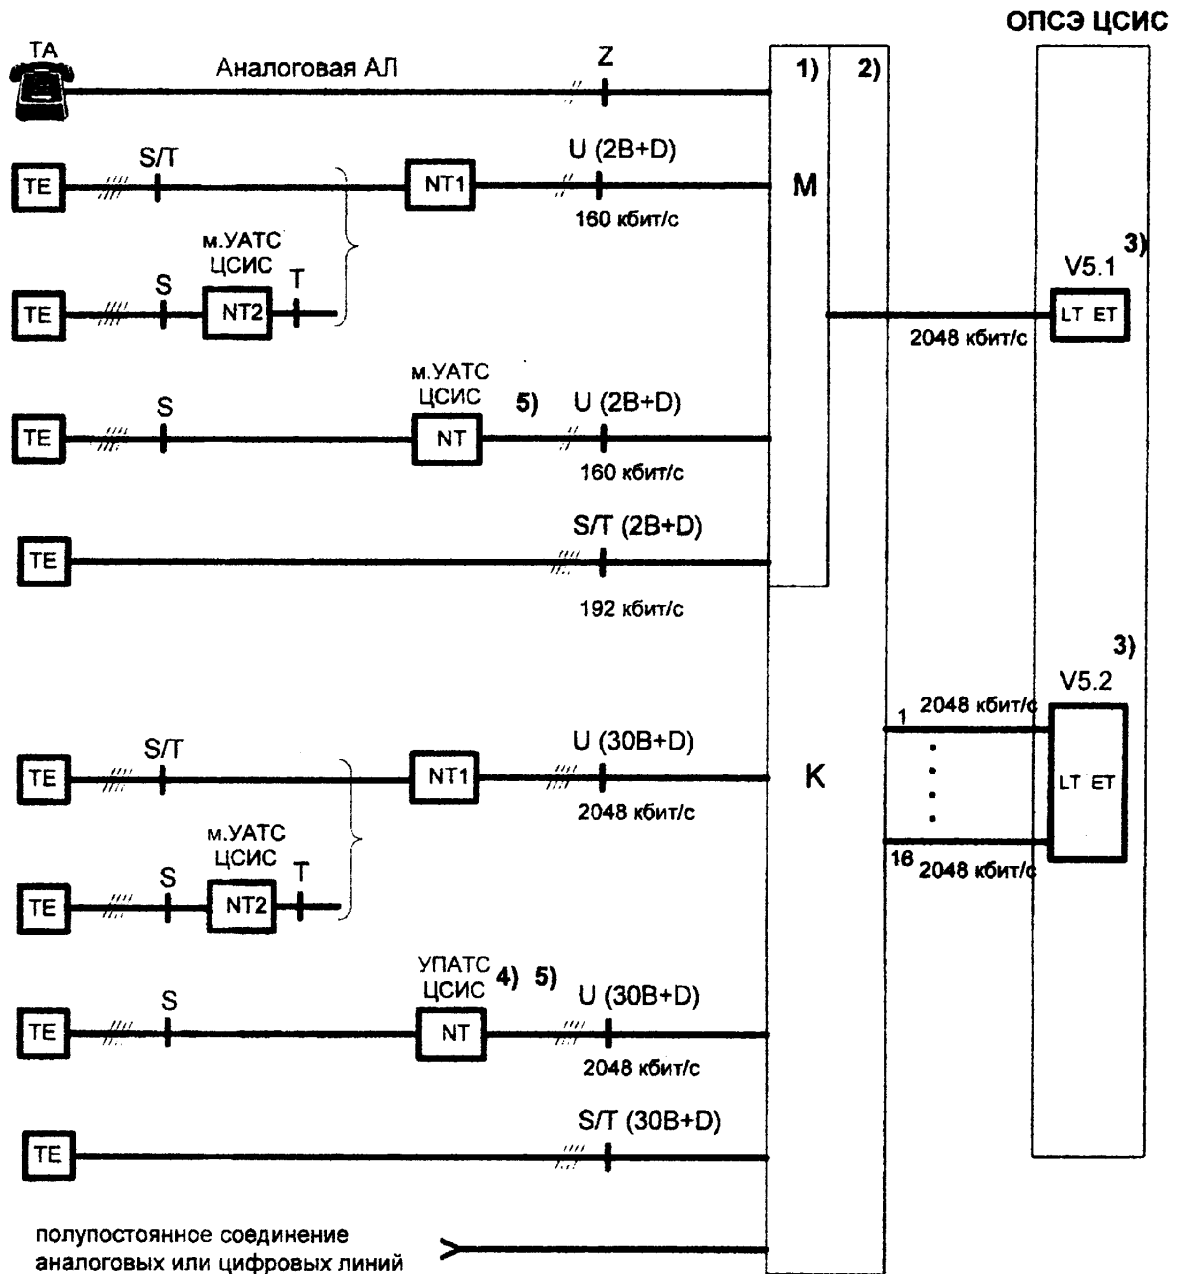 ОПСЭ ЦСИС
ТА
Аналоговая АЛ
Z
1)
2)
TE
S/T
NT1
U (2B+D)
160 кбит/с
М
м.УАТС
ЦСИС
TE
S
NT2
T
3)
V5.1
LT ET
2048 кбит/с
м.УАТС
ЦСИС
5)
TE
S
NT
U (2B+D)
160 кбит/с
TE
S/T (2B+D)
192 кбит/с
3)
V5.2
1
2048 кбит/с
LT ET
16
2048 кбит/с
TE
S/T
NT1
U (30B+D)
2048 кбит/с
К
м.УАТС
ЦСИС
TE
S
NT2
T
УПАТС
ЦСИС
4)
5)
TE
S
NT
U (30B+D)
2048 кбит/с
TE
S/T (30B+D)
полупостоянное соединение
аналоговых или цифровых линий